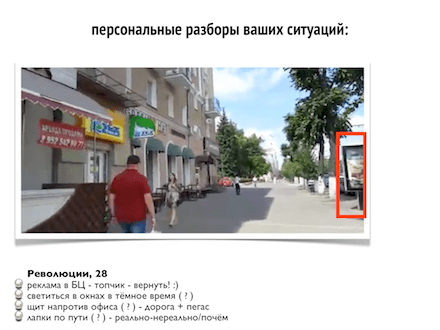 персональные разборы ваших ситуаций:
АРЕНДА ПРОДАЖА
Революции, 28
реклама в БЦ - топчик - вернуть! :)
светиться в окнах в тёмное время ( ? )
щит напротив офиса ( ? ) - дорога + пегас
лапки по пути ( ? ) - реально-нереально/почём